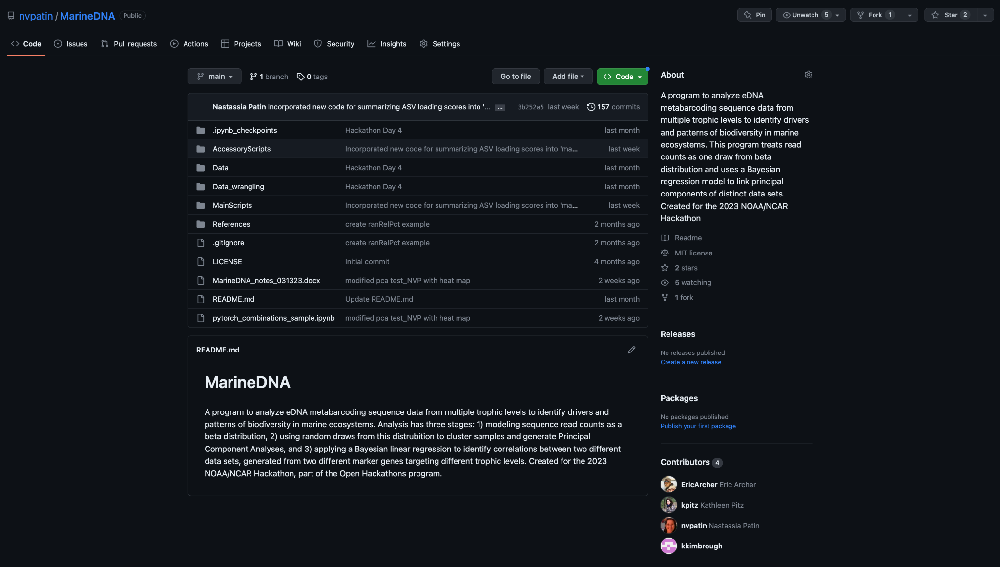 nvpatin / MarineDNA Public
Pin Unwatch 5 Fork 1 Star 2
Code Issues Pull requests Actions Projects Wiki Security Insights Settings
main 1 branch 0 tags Go to file Add file Code
Nastassia Patin Incorporated new code for summarizing ASV loading scores into '... ... 3b252a5 last week 157 commits
.ipynb_checkpoints Hackathon Day 4 last month
AccessoryScripts Incorporated new code for summarizing ASV loading scores into 'ma... last week
Data Hackathon Day 4 last month
Data_wrangling Hackathon Day 4 last month
MainScripts Incorporated new code for summarizing ASV loading scores into 'ma... last week
References create ranRelPct example 2 months ago
.gitignore create ranRelPct example 2 months ago
LICENSE Initial commit 4 months ago
MarineDNA_notes_031323.docx modified pca test_NVP with heat map 2 weeks ago
README.md Update README.md last month
pytorch_combinations_sample.ipynb modified pca test_NVP with heat map 2 weeks ago
README.md
MarineDNA
A program to analyze eDNA metabarcoding sequence data from multiple trophic levels to identify drivers and
patterns of biodiversity in marine ecosystems. Analysis has three stages: 1) modeling sequence read counts as a
beta distribution, 2) using random draws from this distrubition to cluster samples and generate Principal
Component Analyses, and 3) applying a Bayesian linear regression to identify correlations between two different
data sets, generated from two different marker genes targeting different trophic levels. Created for the 2023
NOAA/NCAR Hackathon, part of the Open Hackathons program.
About
A program to analyze eDNA
metabarcoding sequence data from
multiple trophic levels to identify drivers
and patterns of biodiversity in marine
ecosystems. This program treats read
counts as one draw from beta
distribution and uses a Bayesian
regression model to link principal
components of distinct data sets.
Created for the 2023 NOAA/NCAR
Hackathon
Readme
MIT license
2 stars
5 watching
1 fork
Releases
No releases published
Create a new release
Packages
No packages published
Publish your first package
Contributors 4
EricArcher Eric Archer
kpitz Kathleen Pitz
nvpatin Nastassia Patin
kkimbrough